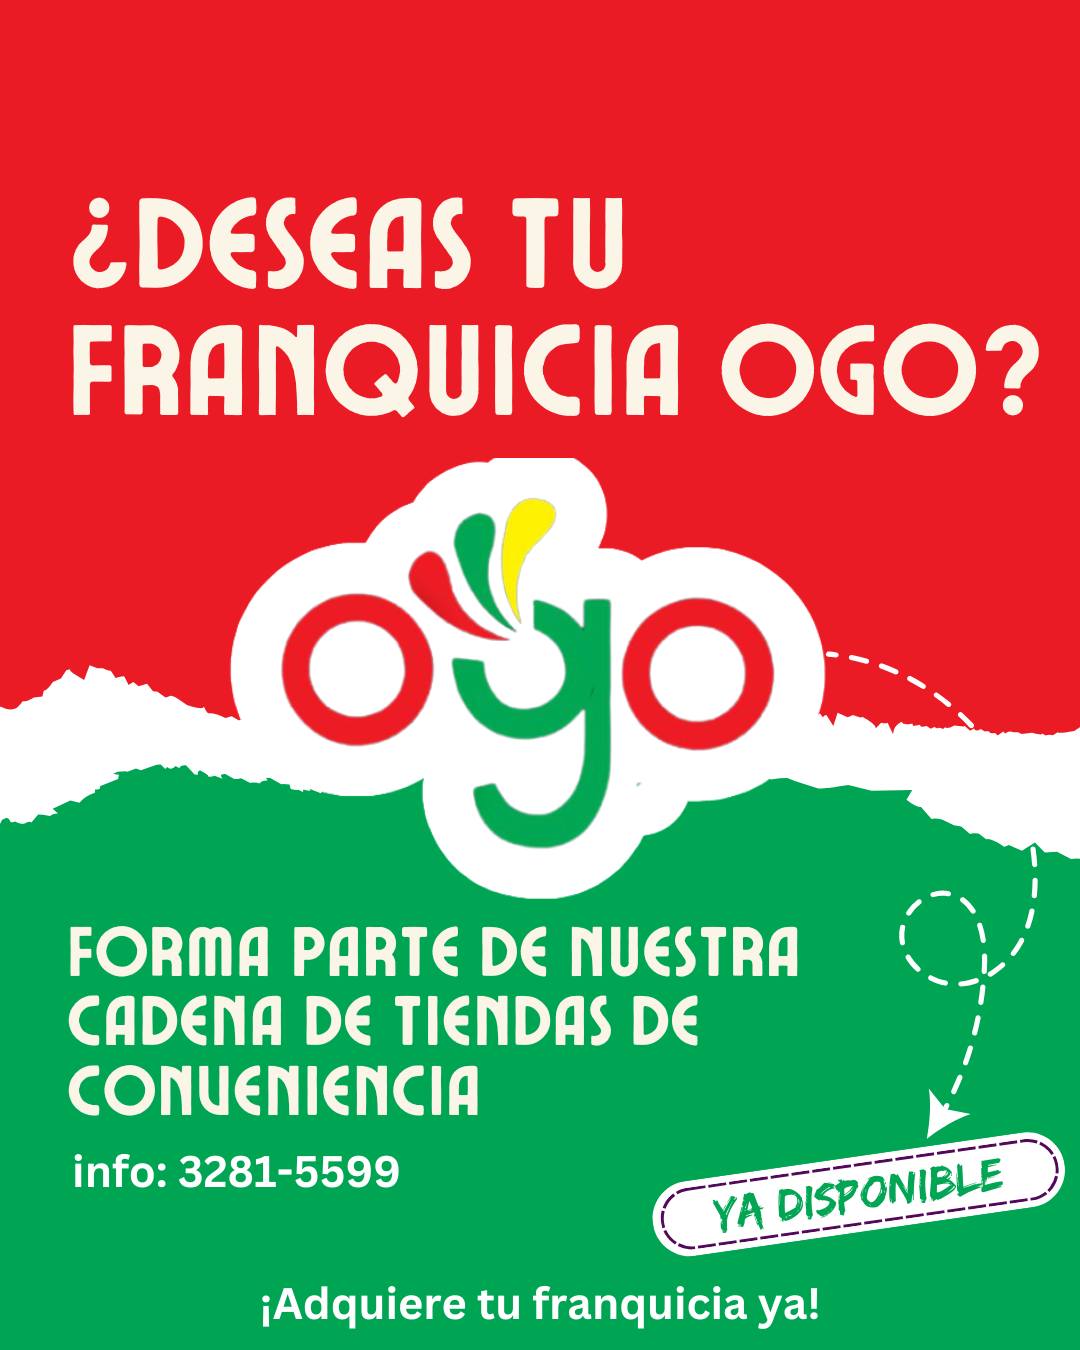 ¿DESEAS TU
FRANQUICIA OGO?
ogo
FORMA PARTE DE NUESTRA
CADENA DE TIENDAS DE
CONVENIENCIA
info: 3281-5599
YA DISPONIBLE
¡Adquiere tu franquicia ya!